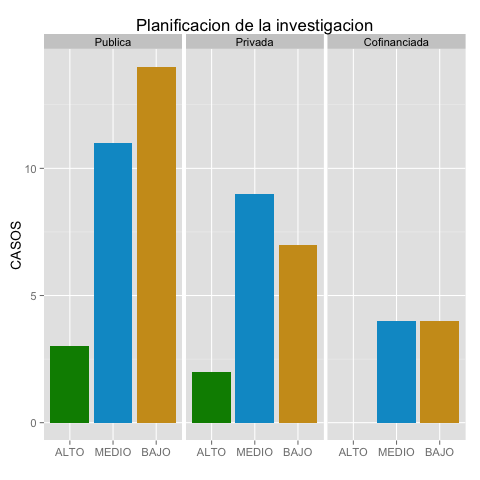 Planificacion de la investigacion
Publica Privada Cofinanciada
CASOS
10
5
0
ALTO MEDIO BAJO ALTO MEDIO BAJO ALTO MEDIO BAJO